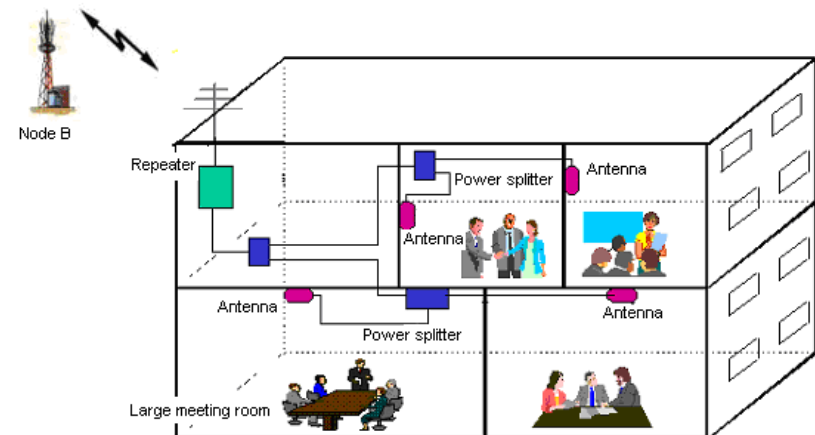 Node B
Repeater
Antenna
Power splitter
Antenna
Antenna
Antenna
Power splitter
Large meeting room